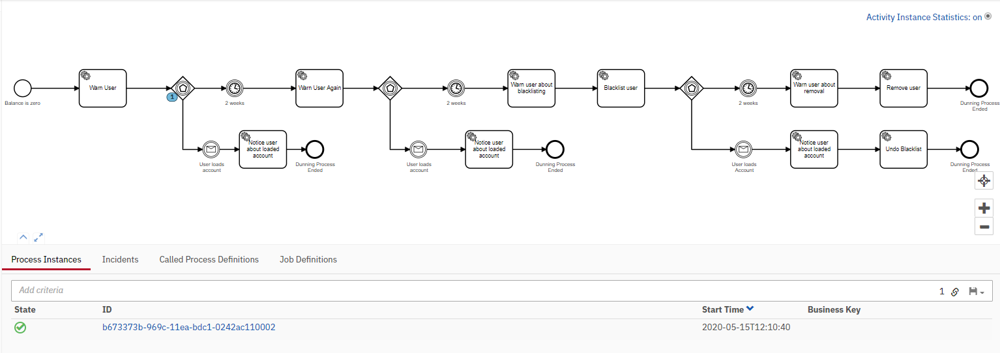 Activity Instance Statistics: on
Balance is zero
Warn User
1
2 weeks
Warn User Again
2 weeks
Warn user about
blacklisting
Blacklist user
2 weeks
Warn user about
removal
Remove user
Dunning Process
Ended
User loads
account
Notice user
about loaded
account
Dunning Process
Ended
User loads
account
Notice user
about loaded
account
Dunning Process
Ended
User loads
Account
Notice user
about loaded
account
Undo Blacklist
Dunning Process
Ended
Process Instances
Incidents
Called Process Definitions
Job Definitions
Add criteria
1
State
ID
Start Time
Business Key
b673373b-969c-11ea-bdc1-0242ac110002
2020-05-15T12:10:40